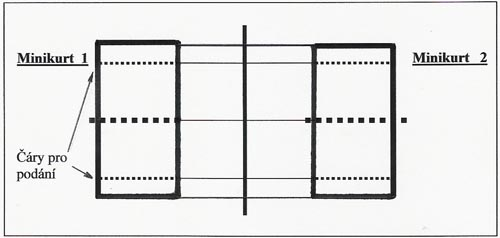 Minikurt 1
Minikurt 2
Čáry pro
podání